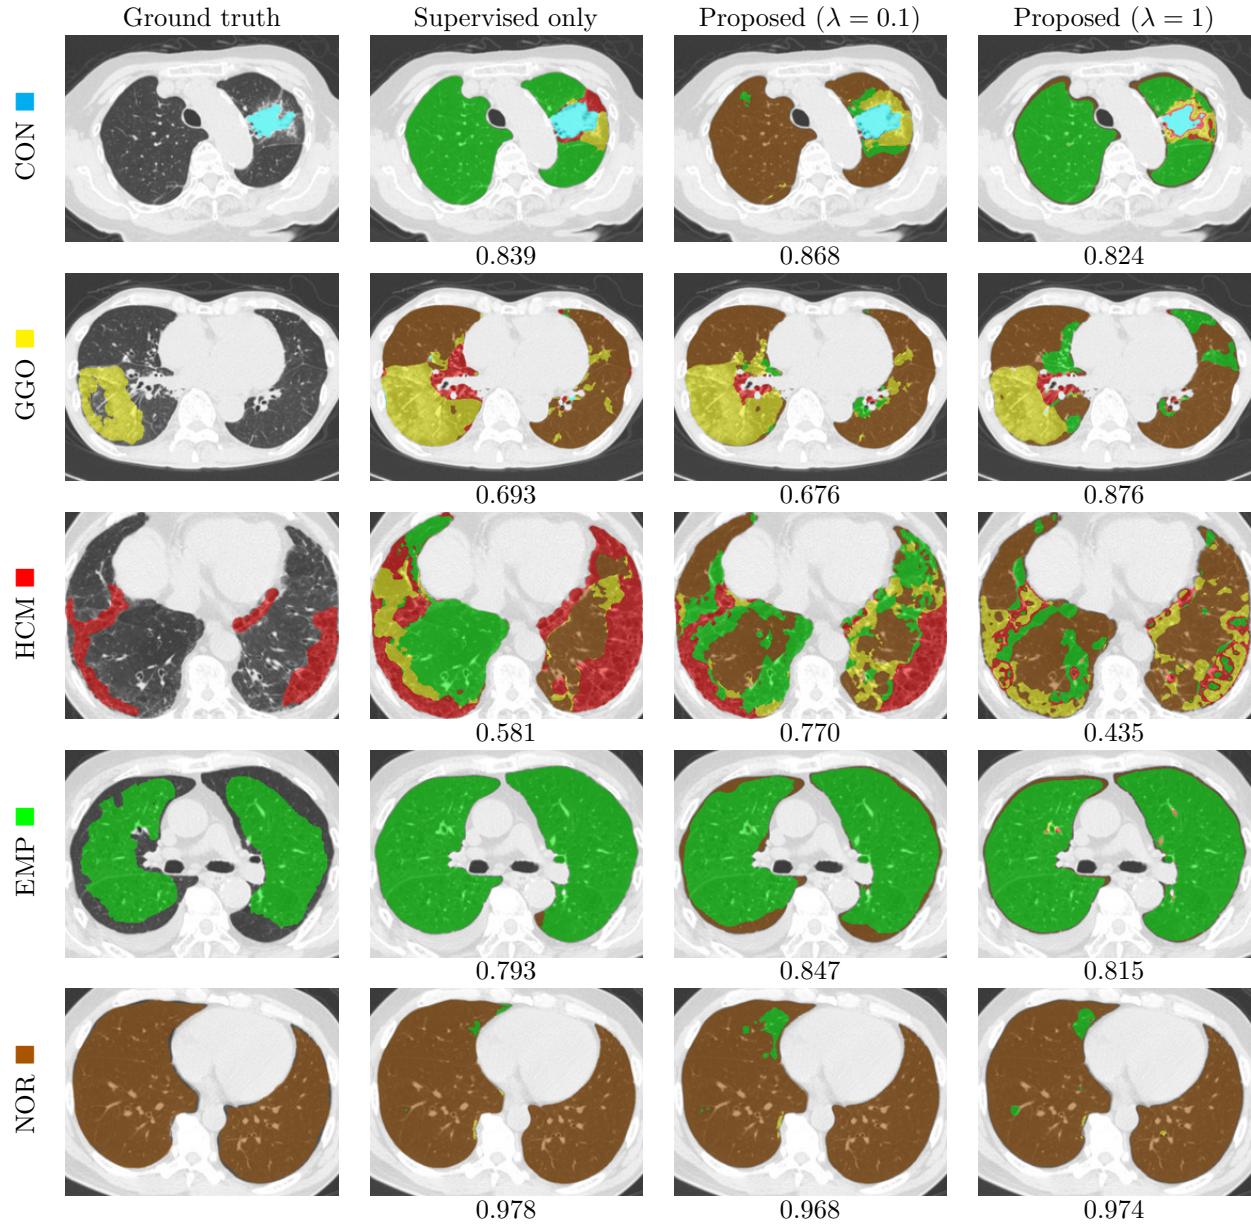 Ground truth
Supervised only
Proposed (λ = 0.1)
Proposed (λ = 1)
CON
0.839
0.868
0.824
GGO
0.693
0.676
0.876
HCM
0.581
0.770
0.435
EMP
0.793
0.847
0.815
NOR
0.978
0.968
0.974